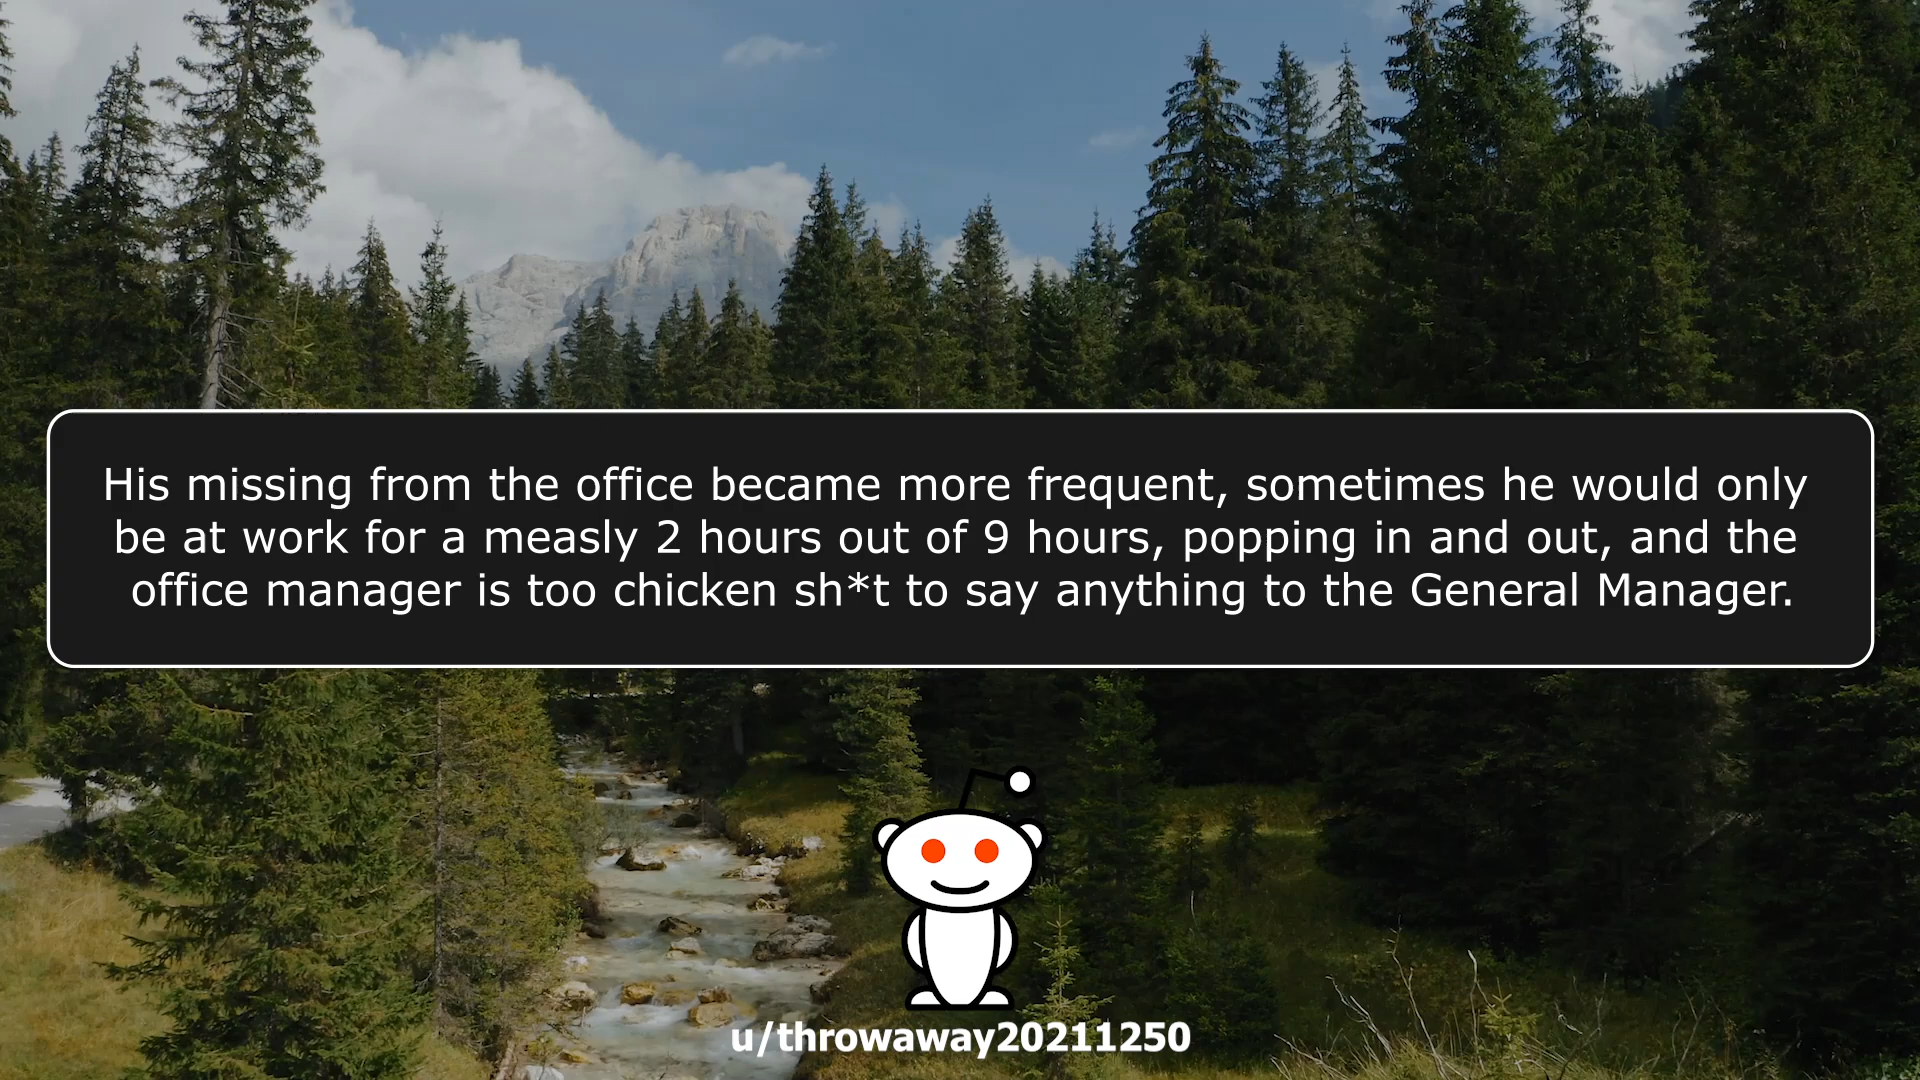 His missing from the office became more frequent, sometimes he would only
be at work for a measly 2 hours out of 9 hours, popping in and out, and the
office manager is too chicken sh*t to say anything to the General Manager.
u/throwaway20211250